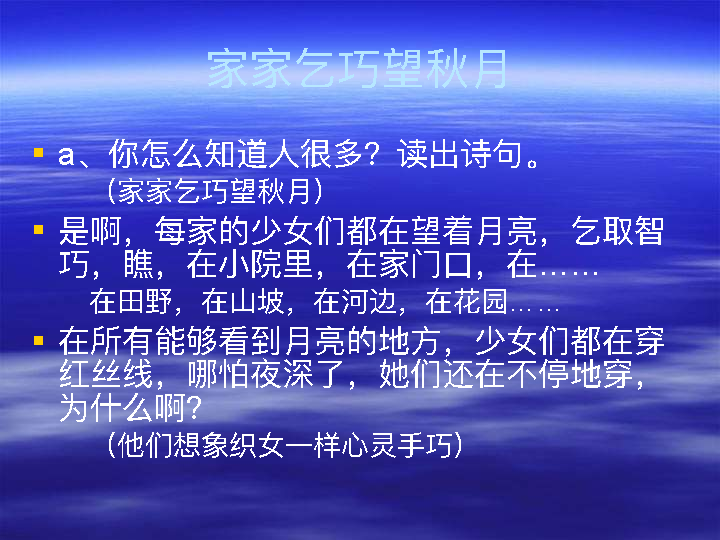 家家乞巧望秋月
a、你怎么知道人很多？读出诗句。
（家家乞巧望秋月）
是啊，每家的少女们都在望着月亮，乞取智
巧，瞧，在小院里，在家门口，在……
在田野，在山坡，在河边，在花园……
在所有能够看到月亮的地方，少女们都在穿
红丝线，哪怕夜深了，她们还在不停地穿，
为什么啊？
（他们想象织女一样心灵手巧）